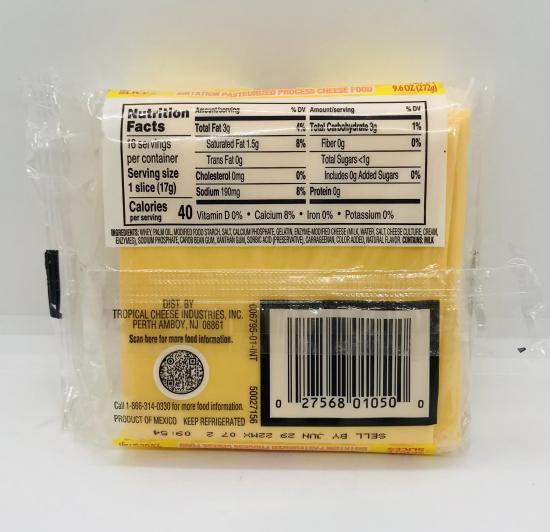 SLICES IMITATION PASTEURIZED PROCESS CHEESE FOOD 9.6 OZ (272g)
Nutrition Facts
16 servings
per container
Serving size
1 slice (17g)
Calories
per serving 40
Amount/serving % DV Amount/serving % DV
Total Fat 3g 4% Total Carbohydrate 3g 1%
Saturated Fat 1.5g 8% Fiber 0g 0%
Trans Fat 0g Total Sugars <1g
Cholesterol 0mg 0% Includes 0g Added Sugars 0%
Sodium 190mg 8% Protein 0g
Vitamin D 0% • Calcium 8% • Iron 0% • Potassium 0%
INGREDIENTS: WHEY, PALM OIL, MODIFIED FOOD STARCH, SALT, CALCIUM PHOSPHATE, GELATIN, ENZYME-MODIFIED CHEESE (MILK, WATER, SALT, CHEESE CULTURE, CREAM,
ENZYMES), SODIUM PHOSPHATE, CAROB BEAN GUM, XANTHAN GUM, SORBIC ACID (PRESERVATIVE), CARRAGEENAN, COLOR ADDED, NATURAL FLAVOR. CONTAINS: MILK
DIST. BY
TROPICAL CHEESE INDUSTRIES, INC.
PERTH AMBOY, NJ 08861
Scan here for more food information.
Call 1-866-314-0330 for more food information.
PRODUCT OF MEXICO KEEP REFRIGERATED
006795-01-INT
50027156
0 27568 01050 0
SELL BY JUN 29 22MX 07 2 09:54